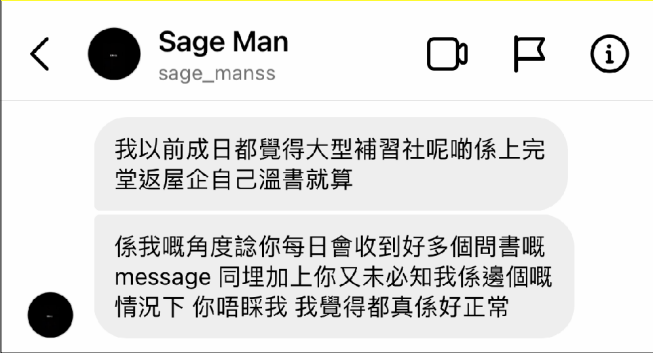 Sage Man
sage_manss
我以前成日都覺得大型補習社呢啲係上完
堂返屋企自己溫書就算
係我嘅角度諗你每日會收到好多個問書嘅
message 同埋加上你又未必知我係邊個嘅
情況下 你唔睬我 我覺得都真係好正常